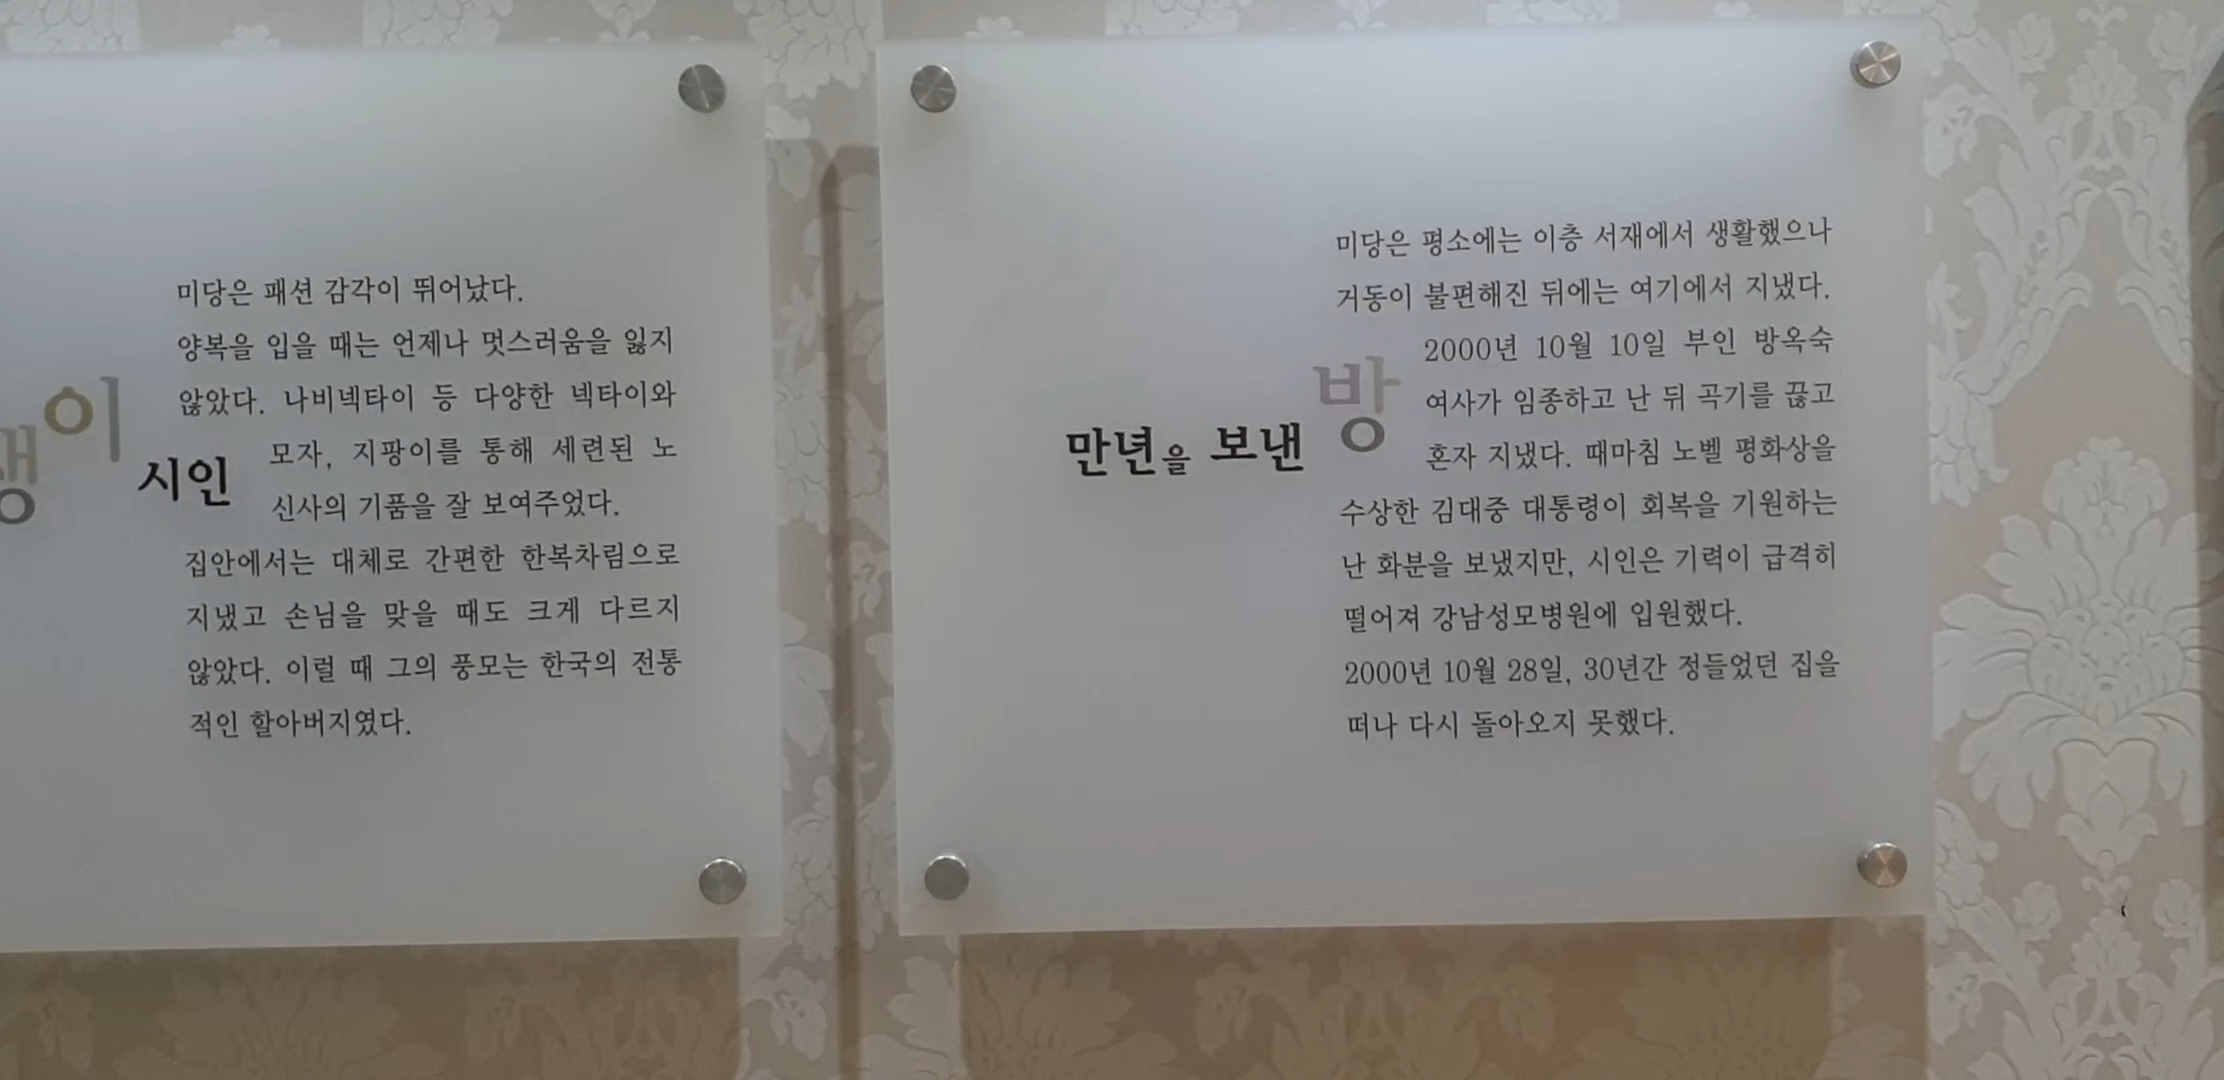 이 시인
미당은 패션 감각이 뛰어났다.
양복을 입을 때는 언제나 멋스러움을 잃지
않았다. 나비넥타이 등 다양한 넥타이와
모자, 지팡이를 통해 세련된 노
신사의 기품을 잘 보여주었다.
집안에서는 대체로 간편한 한복차림으로
지냈고 손님을 맞을 때도 크게 다르지
않았다. 이럴 때 그의 풍모는 한국의 전통
적인 할아버지였다.
만년을 보낸 방
미당은 평소에는 이층 서재에서 생활했으나
거동이 불편해진 뒤에는 여기에서 지냈다.
2000년 10월 10일 부인 방옥숙
여사가 임종하고 난 뒤 곡기를 끊고
혼자 지냈다. 때마침 노벨 평화상을
수상한 김대중 대통령이 회복을 기원하는
난 화분을 보냈지만, 시인은 기력이 급격히
떨어져 강남성모병원에 입원했다.
2000년 10월 28일, 30년간 정들었던 집을
떠나 다시 돌아오지 못했다.